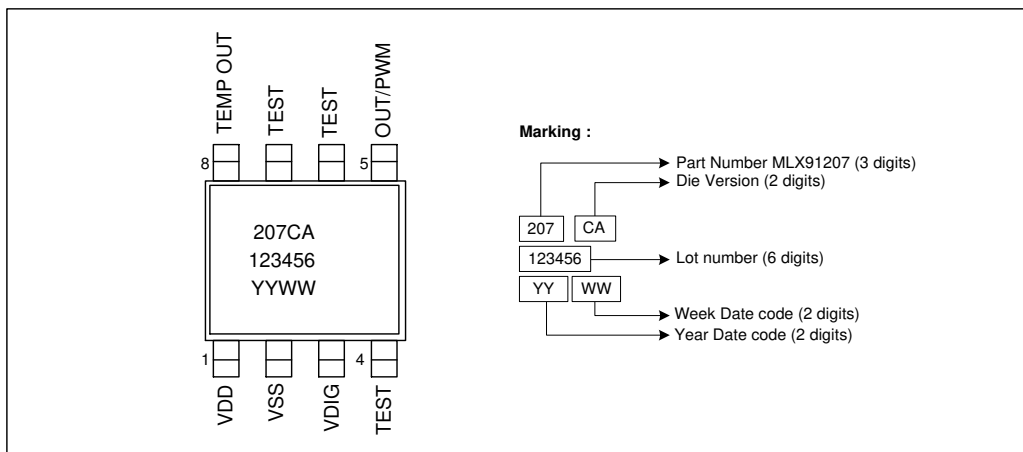 TEMP OUT
TEST
TEST
OUT/PWM
8
5
207CA
123456
YYWW
1
4
VDD
VSS
VDIG
TEST
Marking :
Part Number MLX91207 (3 digits)
Die Version (2 digits)
207 CA
123456 Lot number (6 digits)
YY WW
Week Date code (2 digits)
Year Date code (2 digits)